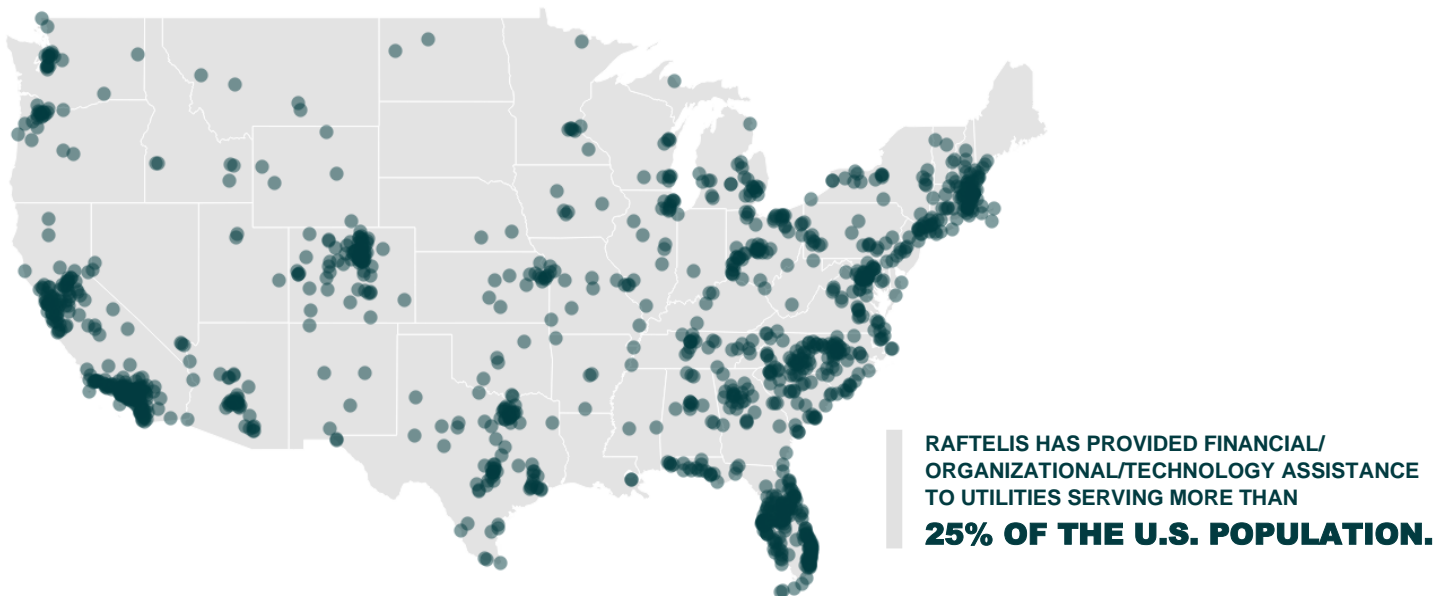 RAFTELIS HAS PROVIDED FINANCIAL/
ORGANIZATIONAL/TECHNOLOGY ASSISTANCE
TO UTILITIES SERVING MORE THAN
25% OF THE U.S. POPULATION.